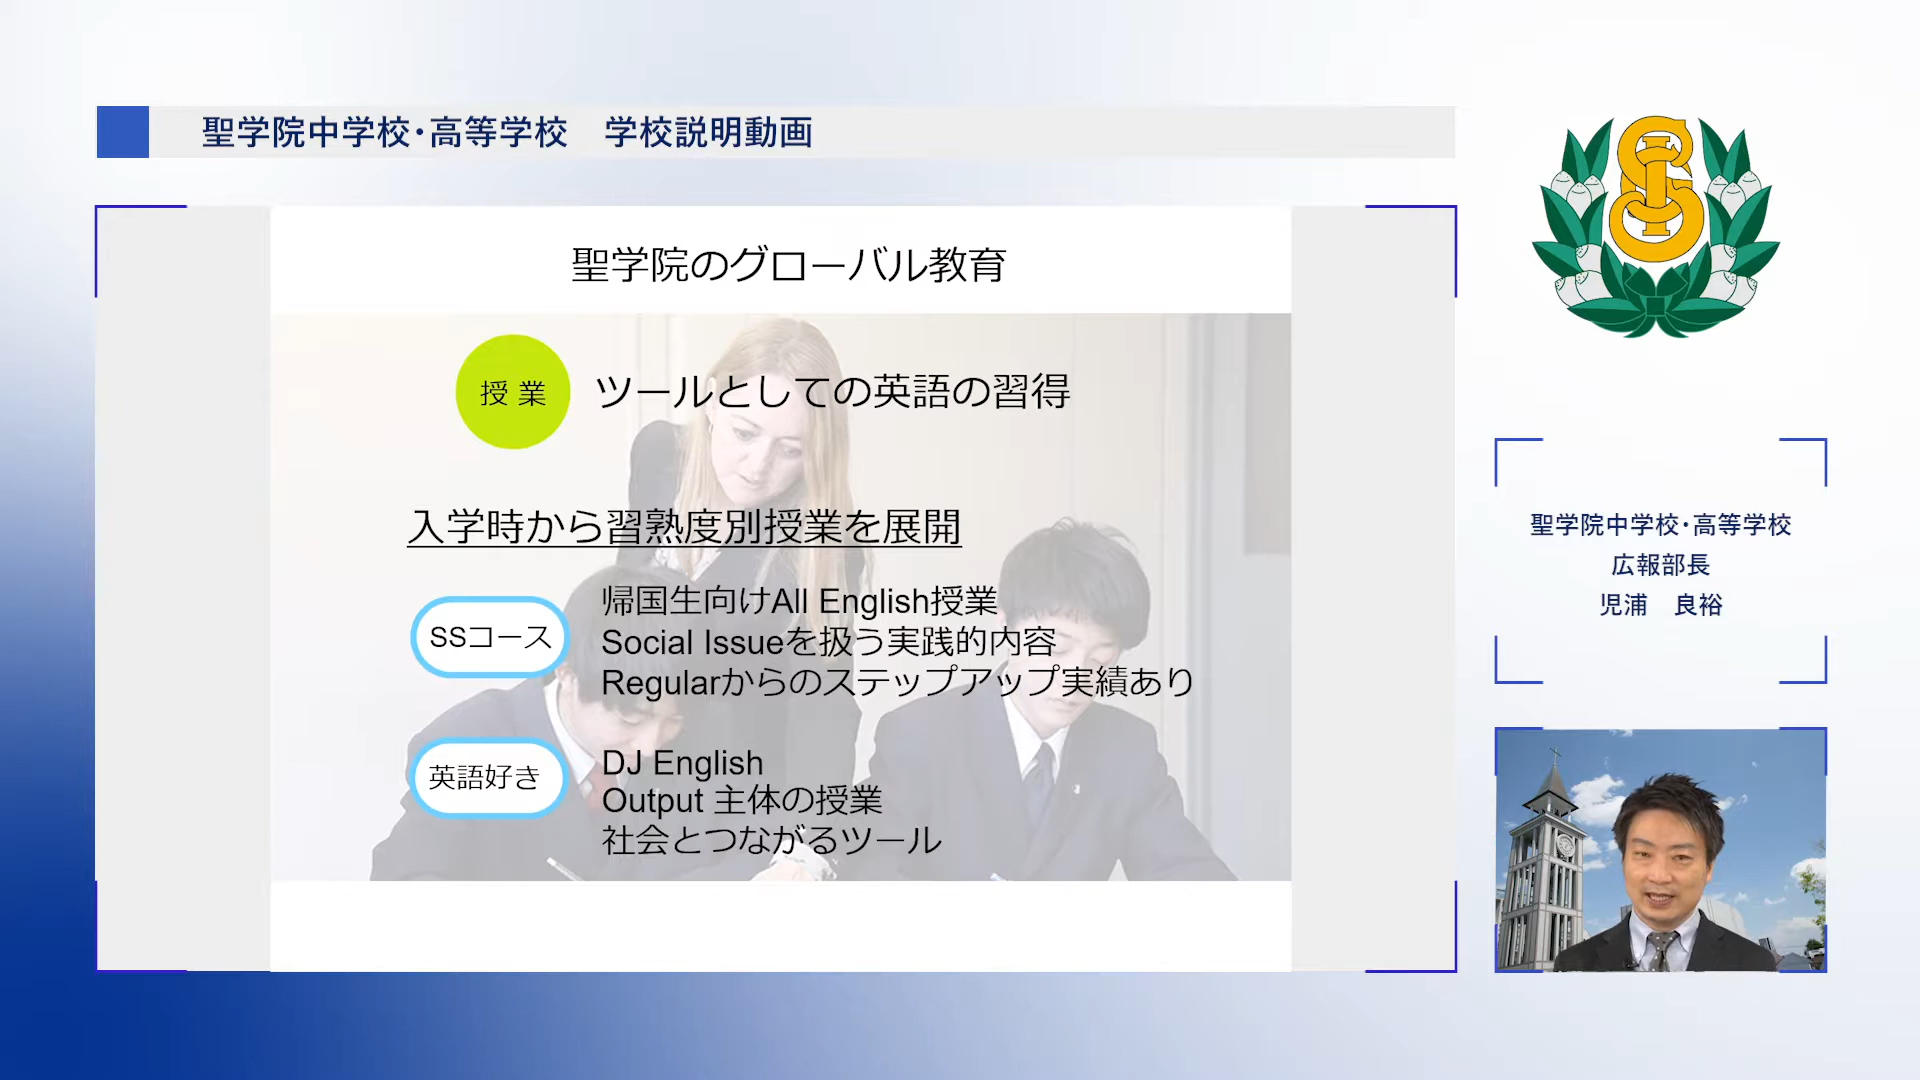 聖学院中学校・高等学校　学校説明動画
聖学院のグローバル教育
授業
ツールとしての英語の習得
入学時から習熟度別授業を展開
SSコース
帰国生向けAll English授業
Social Issueを扱う実践的内容
Regularからのステップアップ実績あり
英語好き
DJ English
Output 主体の授業
社会とつながるツール
聖学院中学校・高等学校
広報部長
児浦　良裕